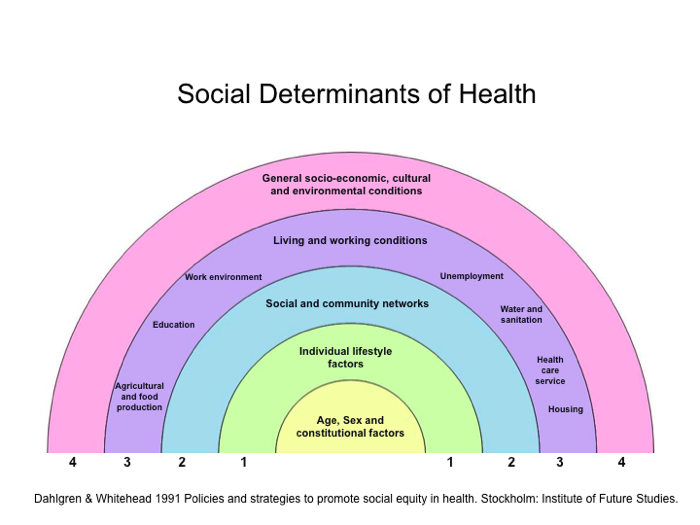 Social Determinants of Health
General socio-economic, cultural
and environmental conditions
Living and working conditions
Work environment
Unemployment
Social and community networks
Water and
sanitation
Education
Individual lifestyle
factors
Health
care
service
Agricultural
and food
production
Housing
Age, Sex and
constitutional factors
4 3 2 1 1 2 3 4
Dahlgren & Whitehead 1991 Policies and strategies to promote social equity in health. Stockholm: Institute of Future Studies.